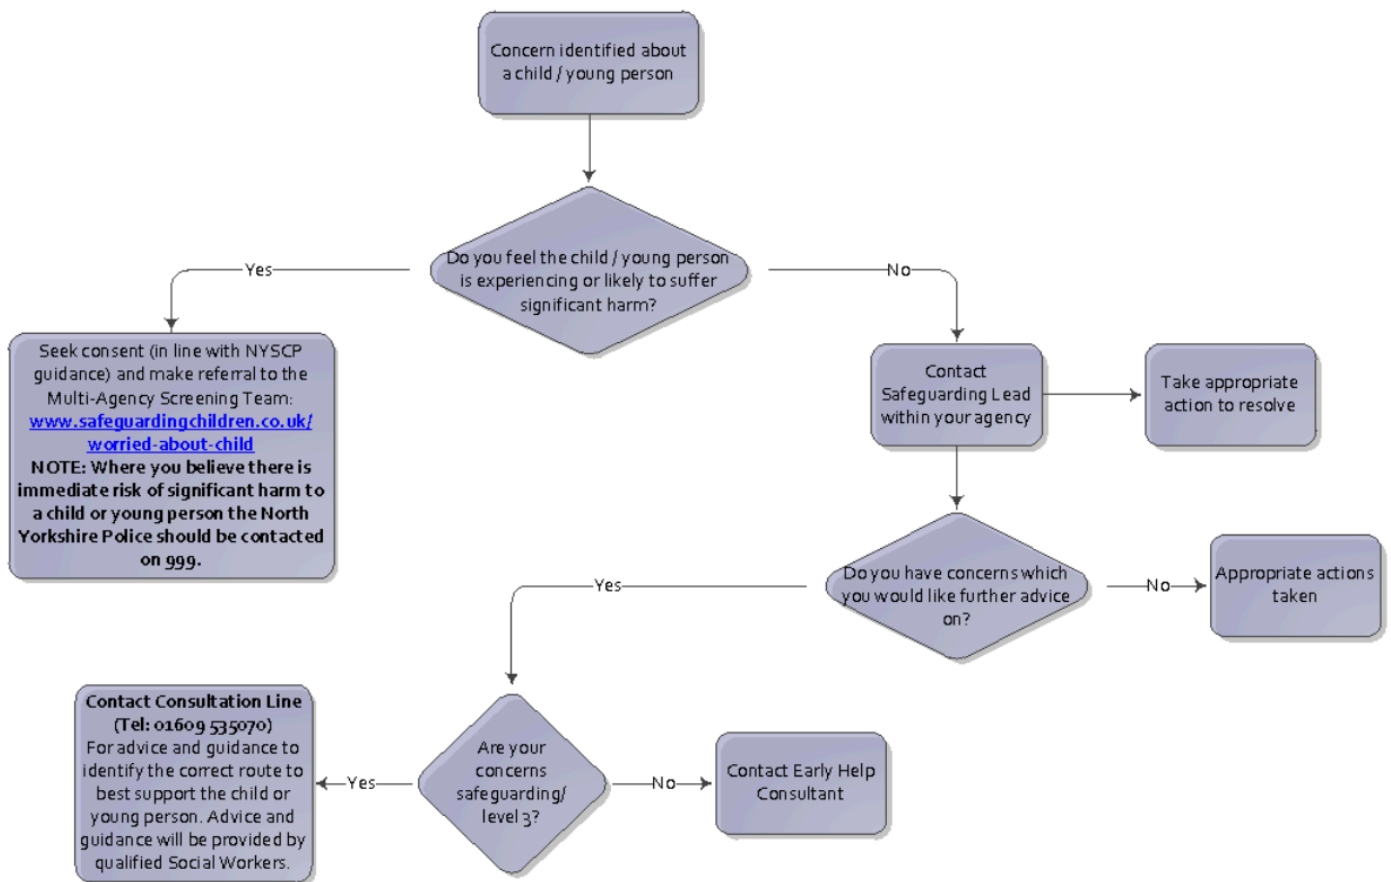 Concern identified about
a child / young person
Do you feel the child / young person
is experiencing or likely to suffer
significant harm?
Yes
No
Seek consent (in line with NYSCP
guidance) and make referral to the
Multi-Agency Screening Team:
www.safeguardingchildren.co.uk/
worried-about-child
NOTE: Where you believe there is
immediate risk of significant harm to
a child or young person the North
Yorkshire Police should be contacted
on 999.
Contact
Safeguarding Lead
within your agency
Take appropriate
action to resolve
Do you have concerns which
you would like further advice
on?
Yes
No
Appropriate actions
taken
Are your
concerns
safeguarding/
level 3?
Yes
No
Contact Consultation Line
(Tel: 01609 535070)
For advice and guidance to
identify the correct route to
best support the child or
young person. Advice and
guidance will be provided by
qualified Social Workers.
Contact Early Help
Consultant